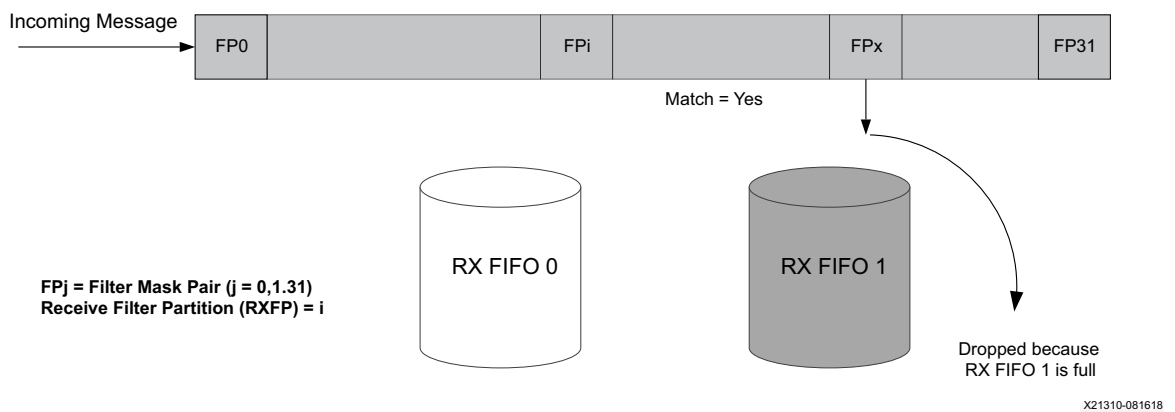 Incoming Message
FP0
FPi
FPx
FP31
Match = Yes
RX FIFO 0
RX FIFO 1
FPj = Filter Mask Pair (j = 0,1.31)
Receive Filter Partition (RXFP) = i
Dropped because
RX FIFO 1 is full
X21310-081618